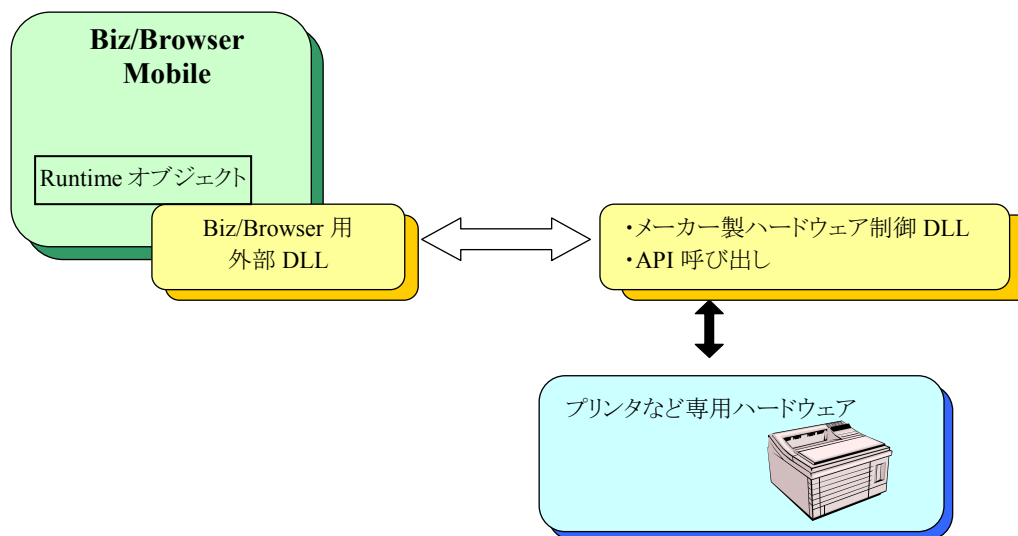 Biz/Browser
Mobile
Runtime オブジェクト
Biz/Browser 用
外部 DLL
・メーカー製ハードウェア制御 DLL
・API 呼び出し
プリンタなど専用ハードウェア